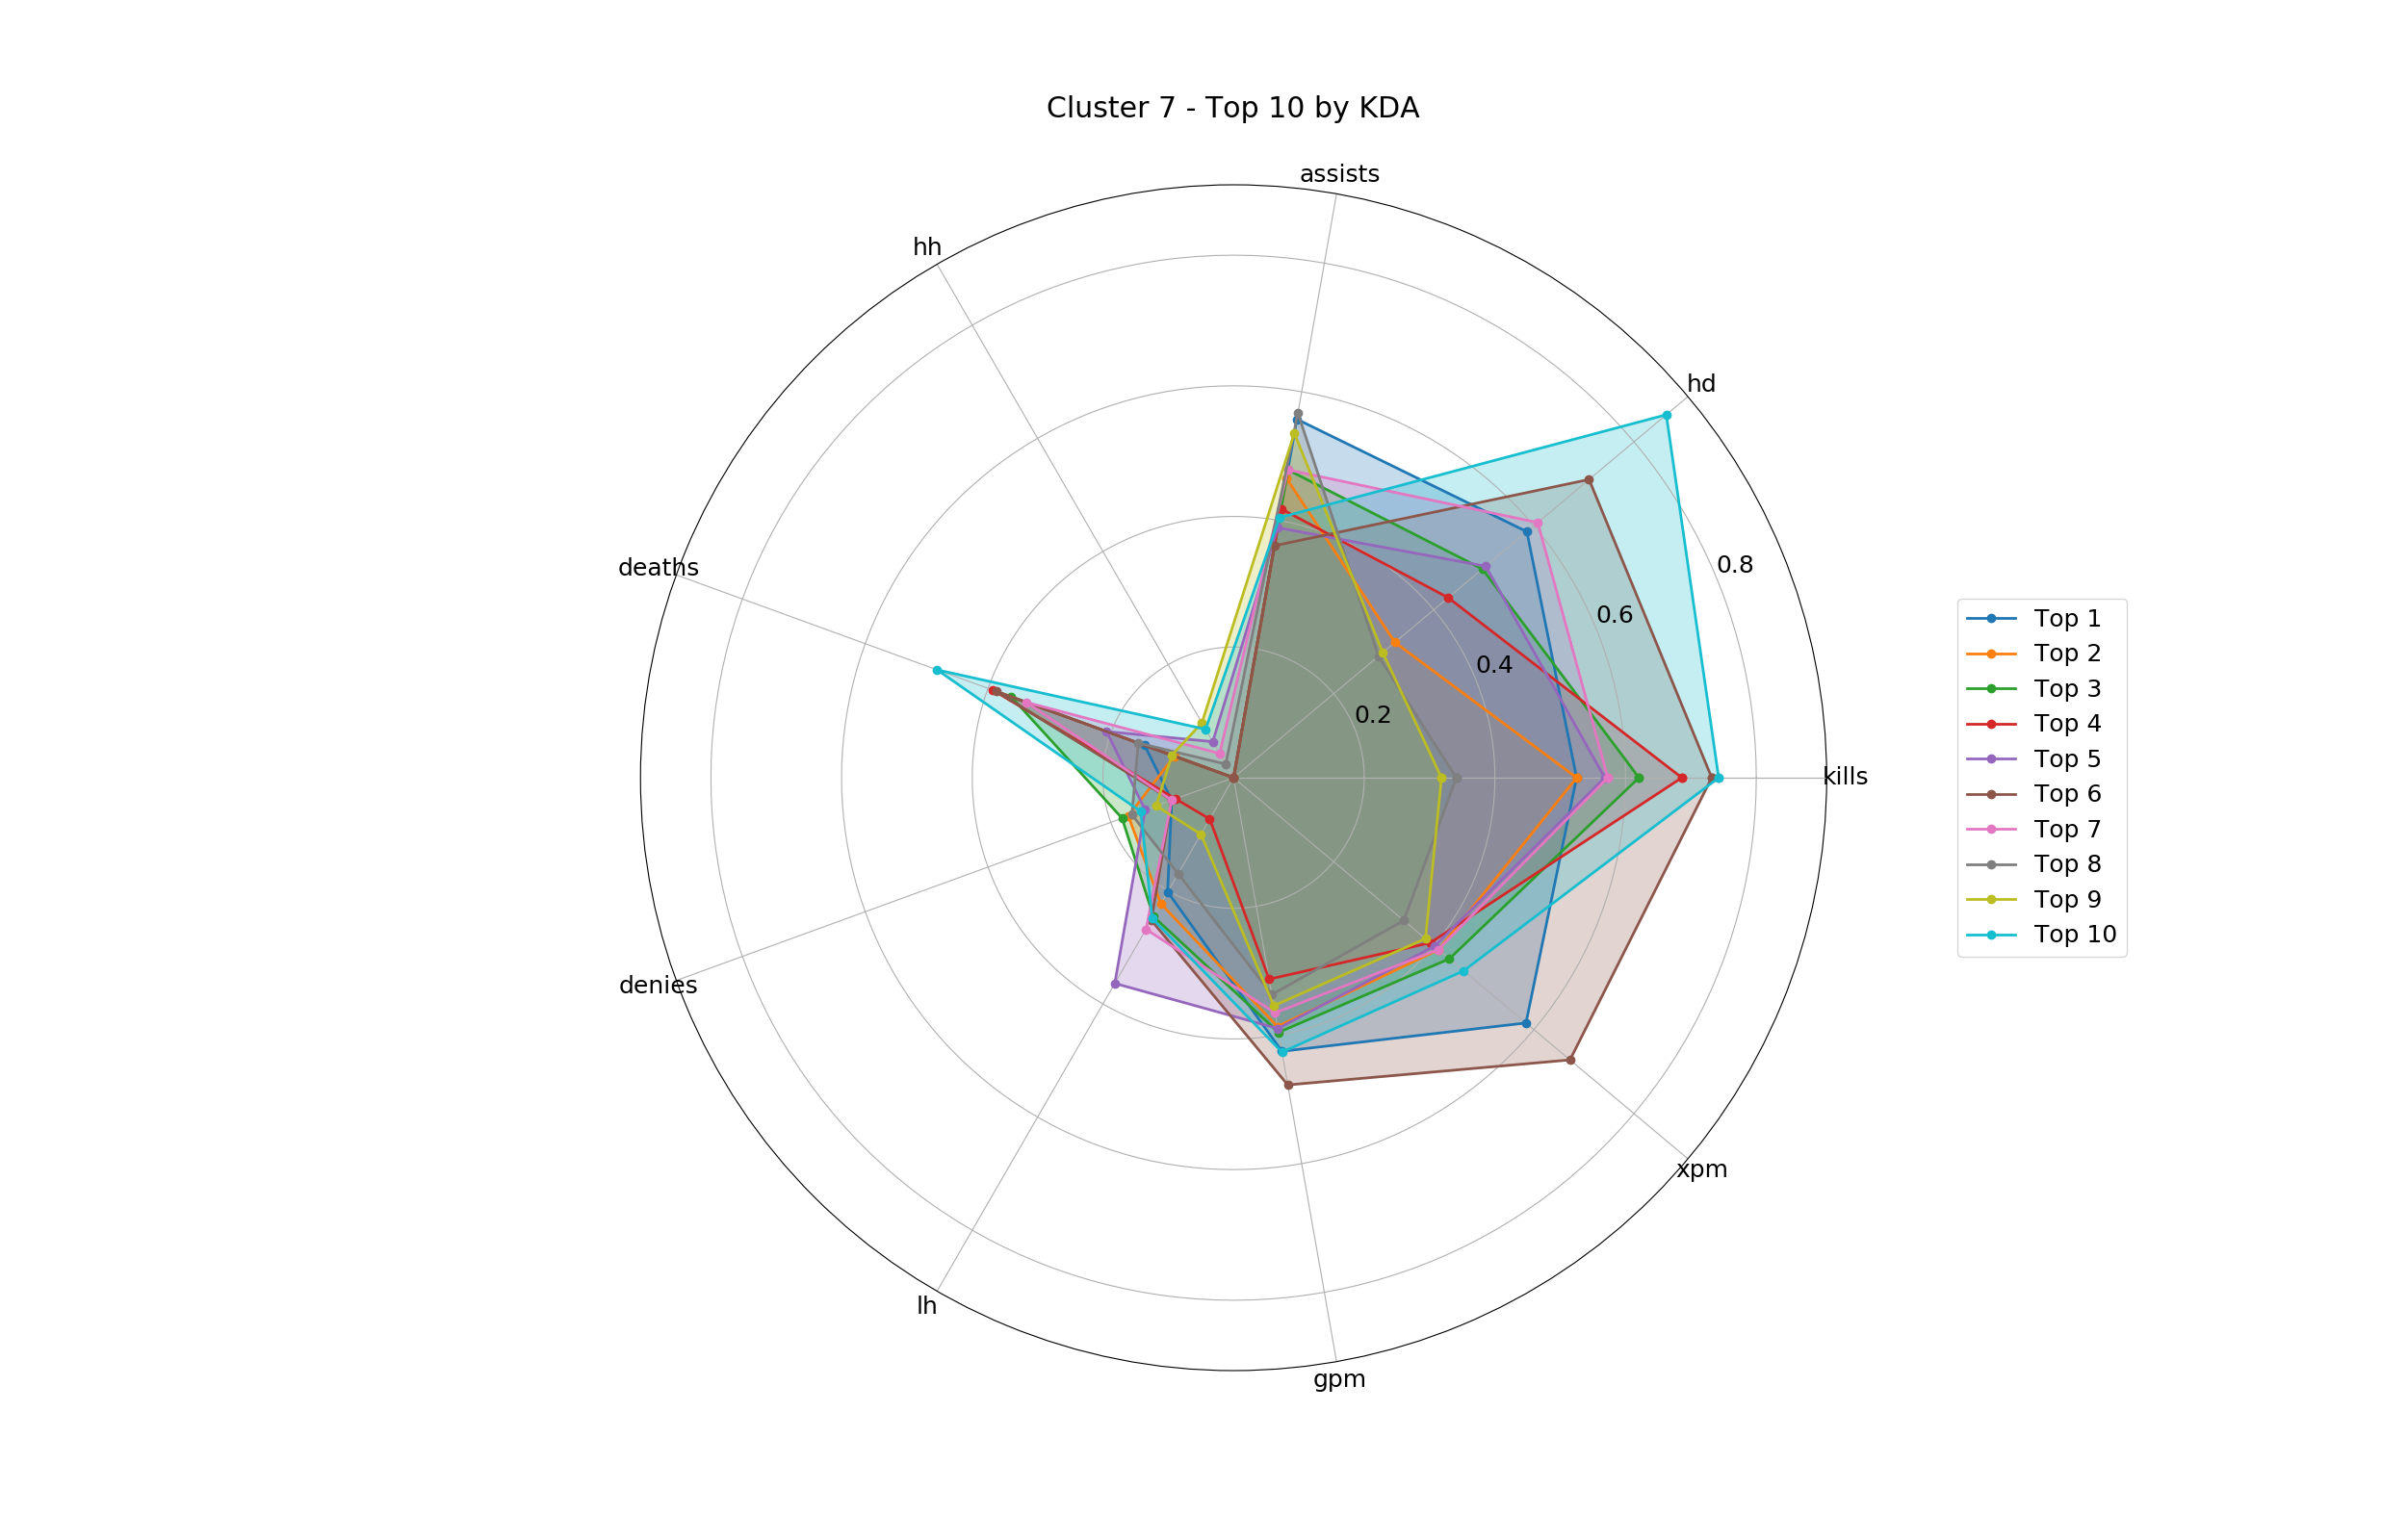 Cluster 7 - Top 10 by KDA
assists
hh
hd
deaths
0.8
0.6
0.4
0.2
kills
denies
xpm
lh
gpm
Top 1
Top 2
Top 3
Top 4
Top 5
Top 6
Top 7
Top 8
Top 9
Top 10